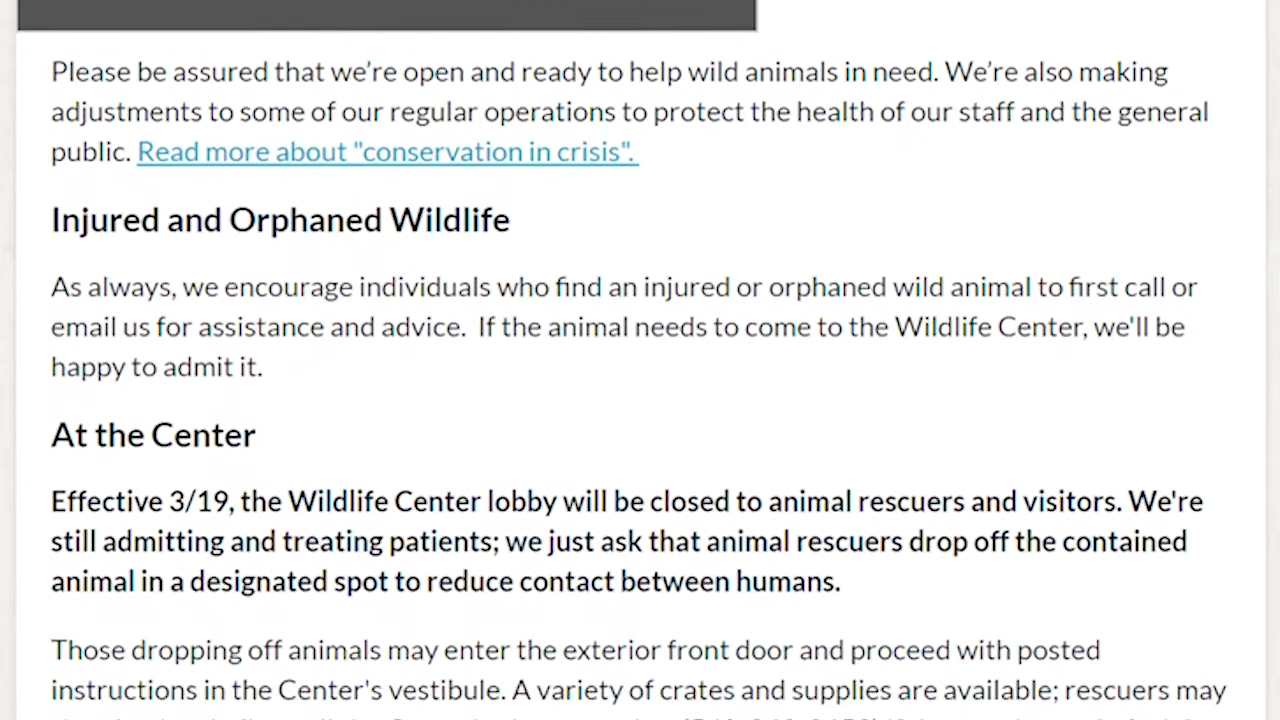 Please be assured that we’re open and ready to help wild animals in need. We’re also making
adjustments to some of our regular operations to protect the health of our staff and the general
public. Read more about "conservation in crisis".
Injured and Orphaned Wildlife
As always, we encourage individuals who find an injured or orphaned wild animal to first call or
email us for assistance and advice.  If the animal needs to come to the Wildlife Center, we'll be
happy to admit it.
At the Center
Effective 3/19, the Wildlife Center lobby will be closed to animal rescuers and visitors. We're
still admitting and treating patients; we just ask that animal rescuers drop off the contained
animal in a designated spot to reduce contact between humans.
Those dropping off animals may enter the exterior front door and proceed with posted
instructions in the Center's vestibule. A variety of crates and supplies are available; rescuers may